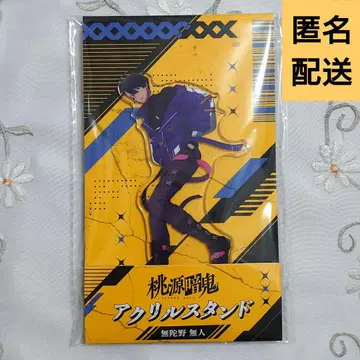 匿名
配送
桃源暗鬼
アクリルスタンド
無陀野 無人